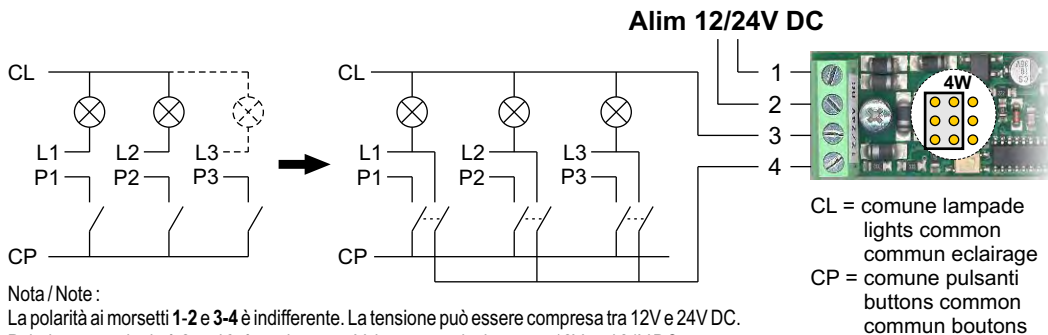 Alim 12/24V DC
CL
L1
P1
L2
P2
L3
P3
CP
CL
L1
P1
L2
P2
L3
P3
CP
1
2
3
4
4W
CL = comune lampade
lights common
commun eclairage
CP = comune pulsanti
buttons common
commun boutons
Nota / Note :
La polarità ai morsetti 1-2 e 3-4 è indifferente. La tensione può essere compresa tra 12V e 24V DC.